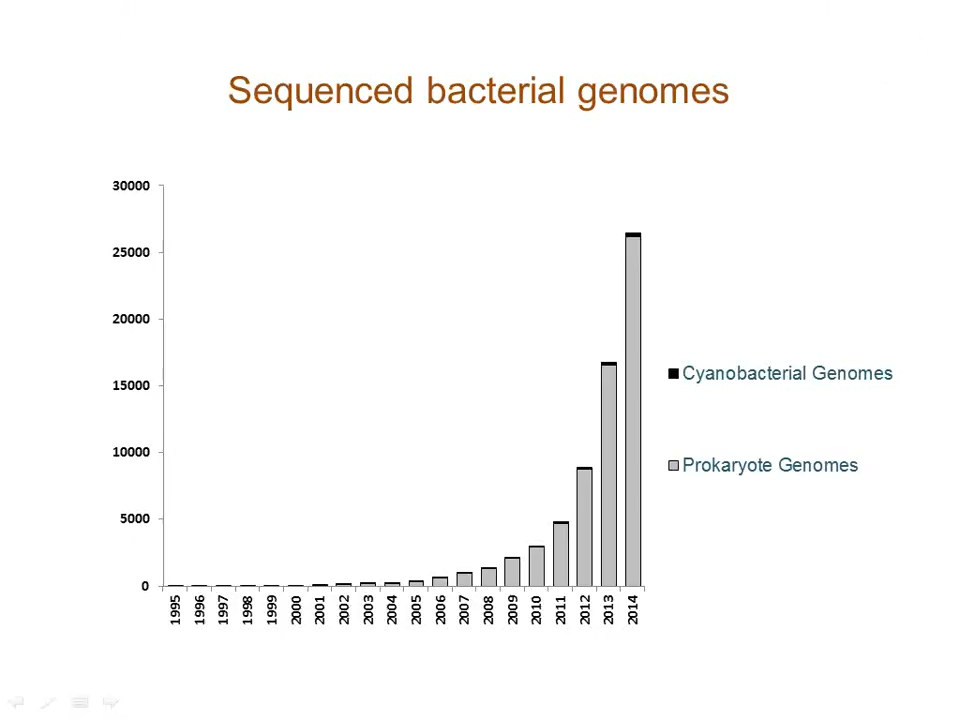 Sequenced bacterial genomes
30000
25000
20000
15000
10000
5000
0
1995 1996 1997 1998 1999 2000 2001 2002 2003 2004 2005 2006 2007 2008 2009 2010 2011 2012 2013 2014
Cyanobacterial Genomes
Prokaryote Genomes